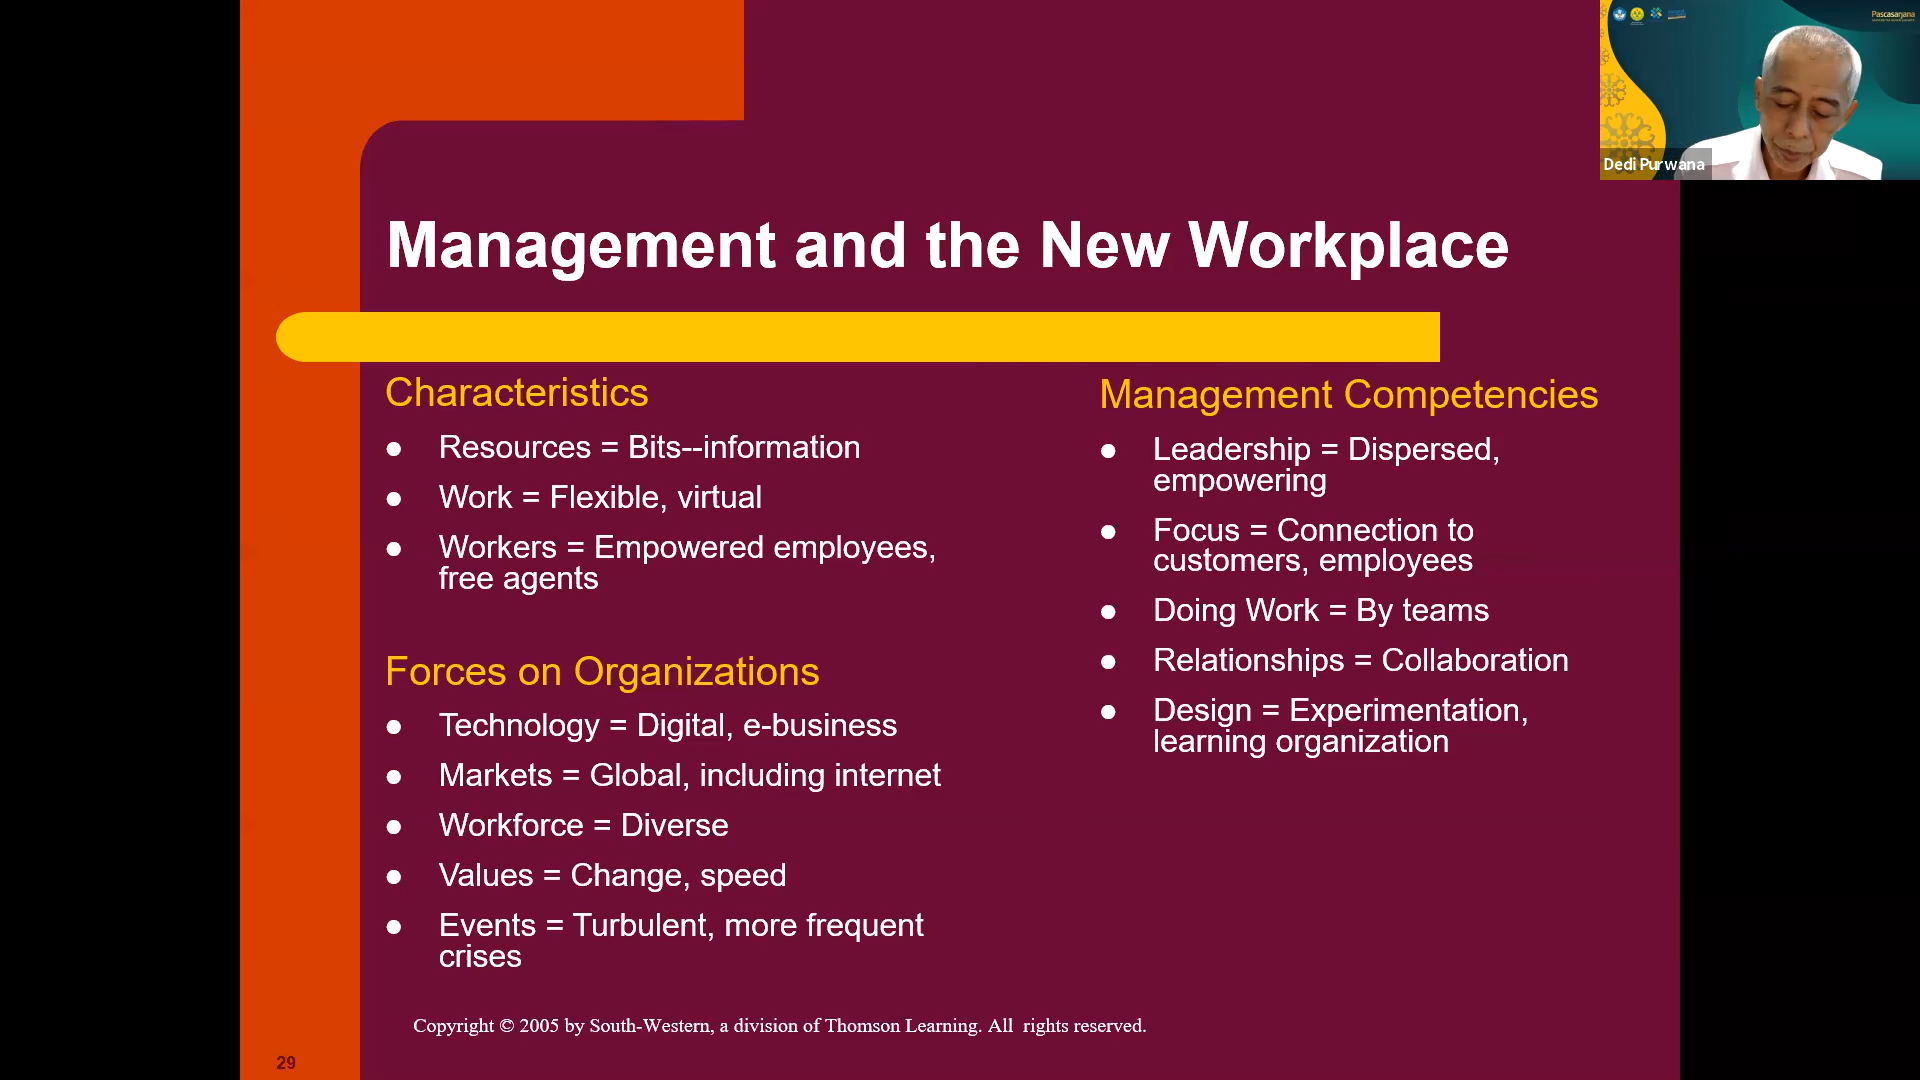 Pascasarjana
Dedi Purwana
Management and the New Workplace
Characteristics
● Resources = Bits--information
● Work = Flexible, virtual
● Workers = Empowered employees,
free agents
Forces on Organizations
● Technology = Digital, e-business
● Markets = Global, including internet
● Workforce = Diverse
● Values = Change, speed
● Events = Turbulent, more frequent
crises
Management Competencies
● Leadership = Dispersed,
empowering
● Focus = Connection to
customers, employees
● Doing Work = By teams
● Relationships = Collaboration
● Design = Experimentation,
learning organization
Copyright © 2005 by South-Western, a division of Thomson Learning. All rights reserved.
29